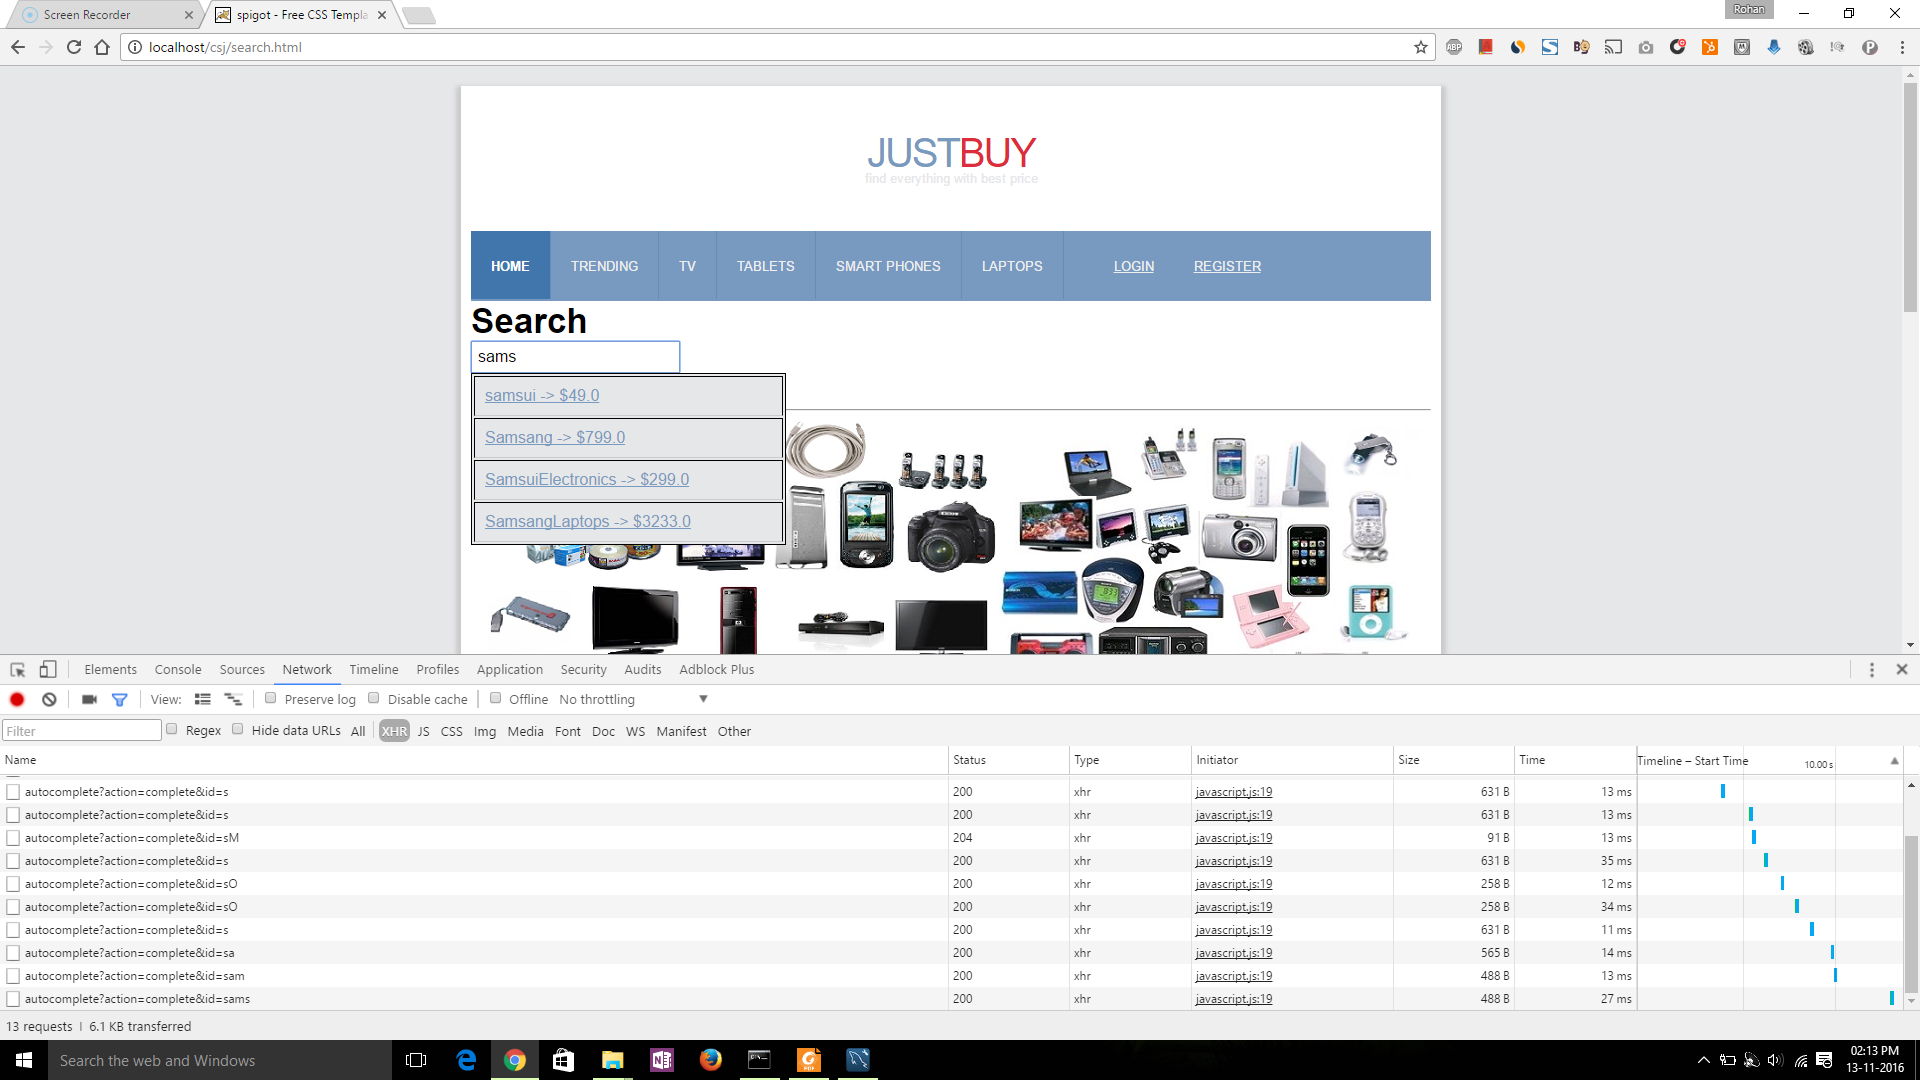 Screen Recorder
spigot - Free CSS Templa
Rohan
localhost/csj/search.html
ABP
JUSTBUY
find everything with best price
HOME TRENDING TV TABLETS SMART PHONES LAPTOPS LOGIN REGISTER
Search
sams
samsui -> $49.0
Samsang -> $799.0
SamsuiElectronics -> $299.0
SamsangLaptops -> $3233.0
Elements Console Sources Network Timeline Profiles Application Security Audits Adblock Plus
View: Preserve log Disable cache Offline No throttling
Filter Regex Hide data URLs All XHR JS CSS Img Media Font Doc WS Manifest Other
Name Status Type Initiator Size Time Timeline – Start Time 10.00 s
autocomplete?action=complete&id=s 200 xhr javascript.js:19 631 B 13 ms
autocomplete?action=complete&id=s 200 xhr javascript.js:19 631 B 13 ms
autocomplete?action=complete&id=sM 204 xhr javascript.js:19 91 B 13 ms
autocomplete?action=complete&id=s 200 xhr javascript.js:19 631 B 35 ms
autocomplete?action=complete&id=sO 200 xhr javascript.js:19 258 B 12 ms
autocomplete?action=complete&id=sO 200 xhr javascript.js:19 258 B 34 ms
autocomplete?action=complete&id=s 200 xhr javascript.js:19 631 B 11 ms
autocomplete?action=complete&id=sa 200 xhr javascript.js:19 565 B 14 ms
autocomplete?action=complete&id=sam 200 xhr javascript.js:19 488 B 13 ms
autocomplete?action=complete&id=sams 200 xhr javascript.js:19 488 B 27 ms
13 requests | 6.1 KB transferred
Search the web and Windows
02:13 PM
13-11-2016